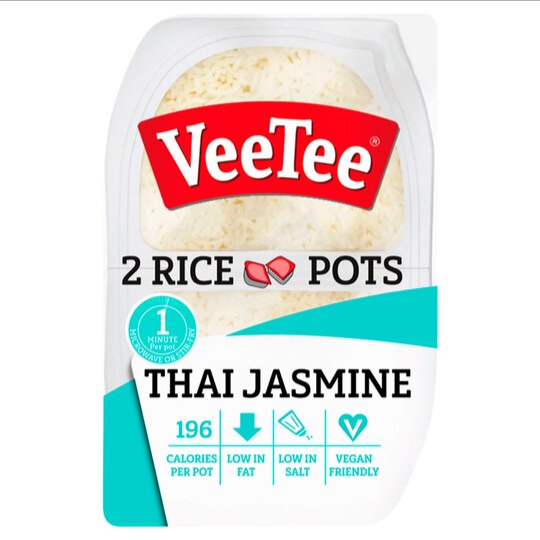 VeeTee®
2 RICE POTS
1
MINUTE
Per pot
MICROWAVE OR STIR FRY
THAI JASMINE
196
CALORIES
PER POT
LOW IN
FAT
LOW IN
SALT
VEGAN
FRIENDLY